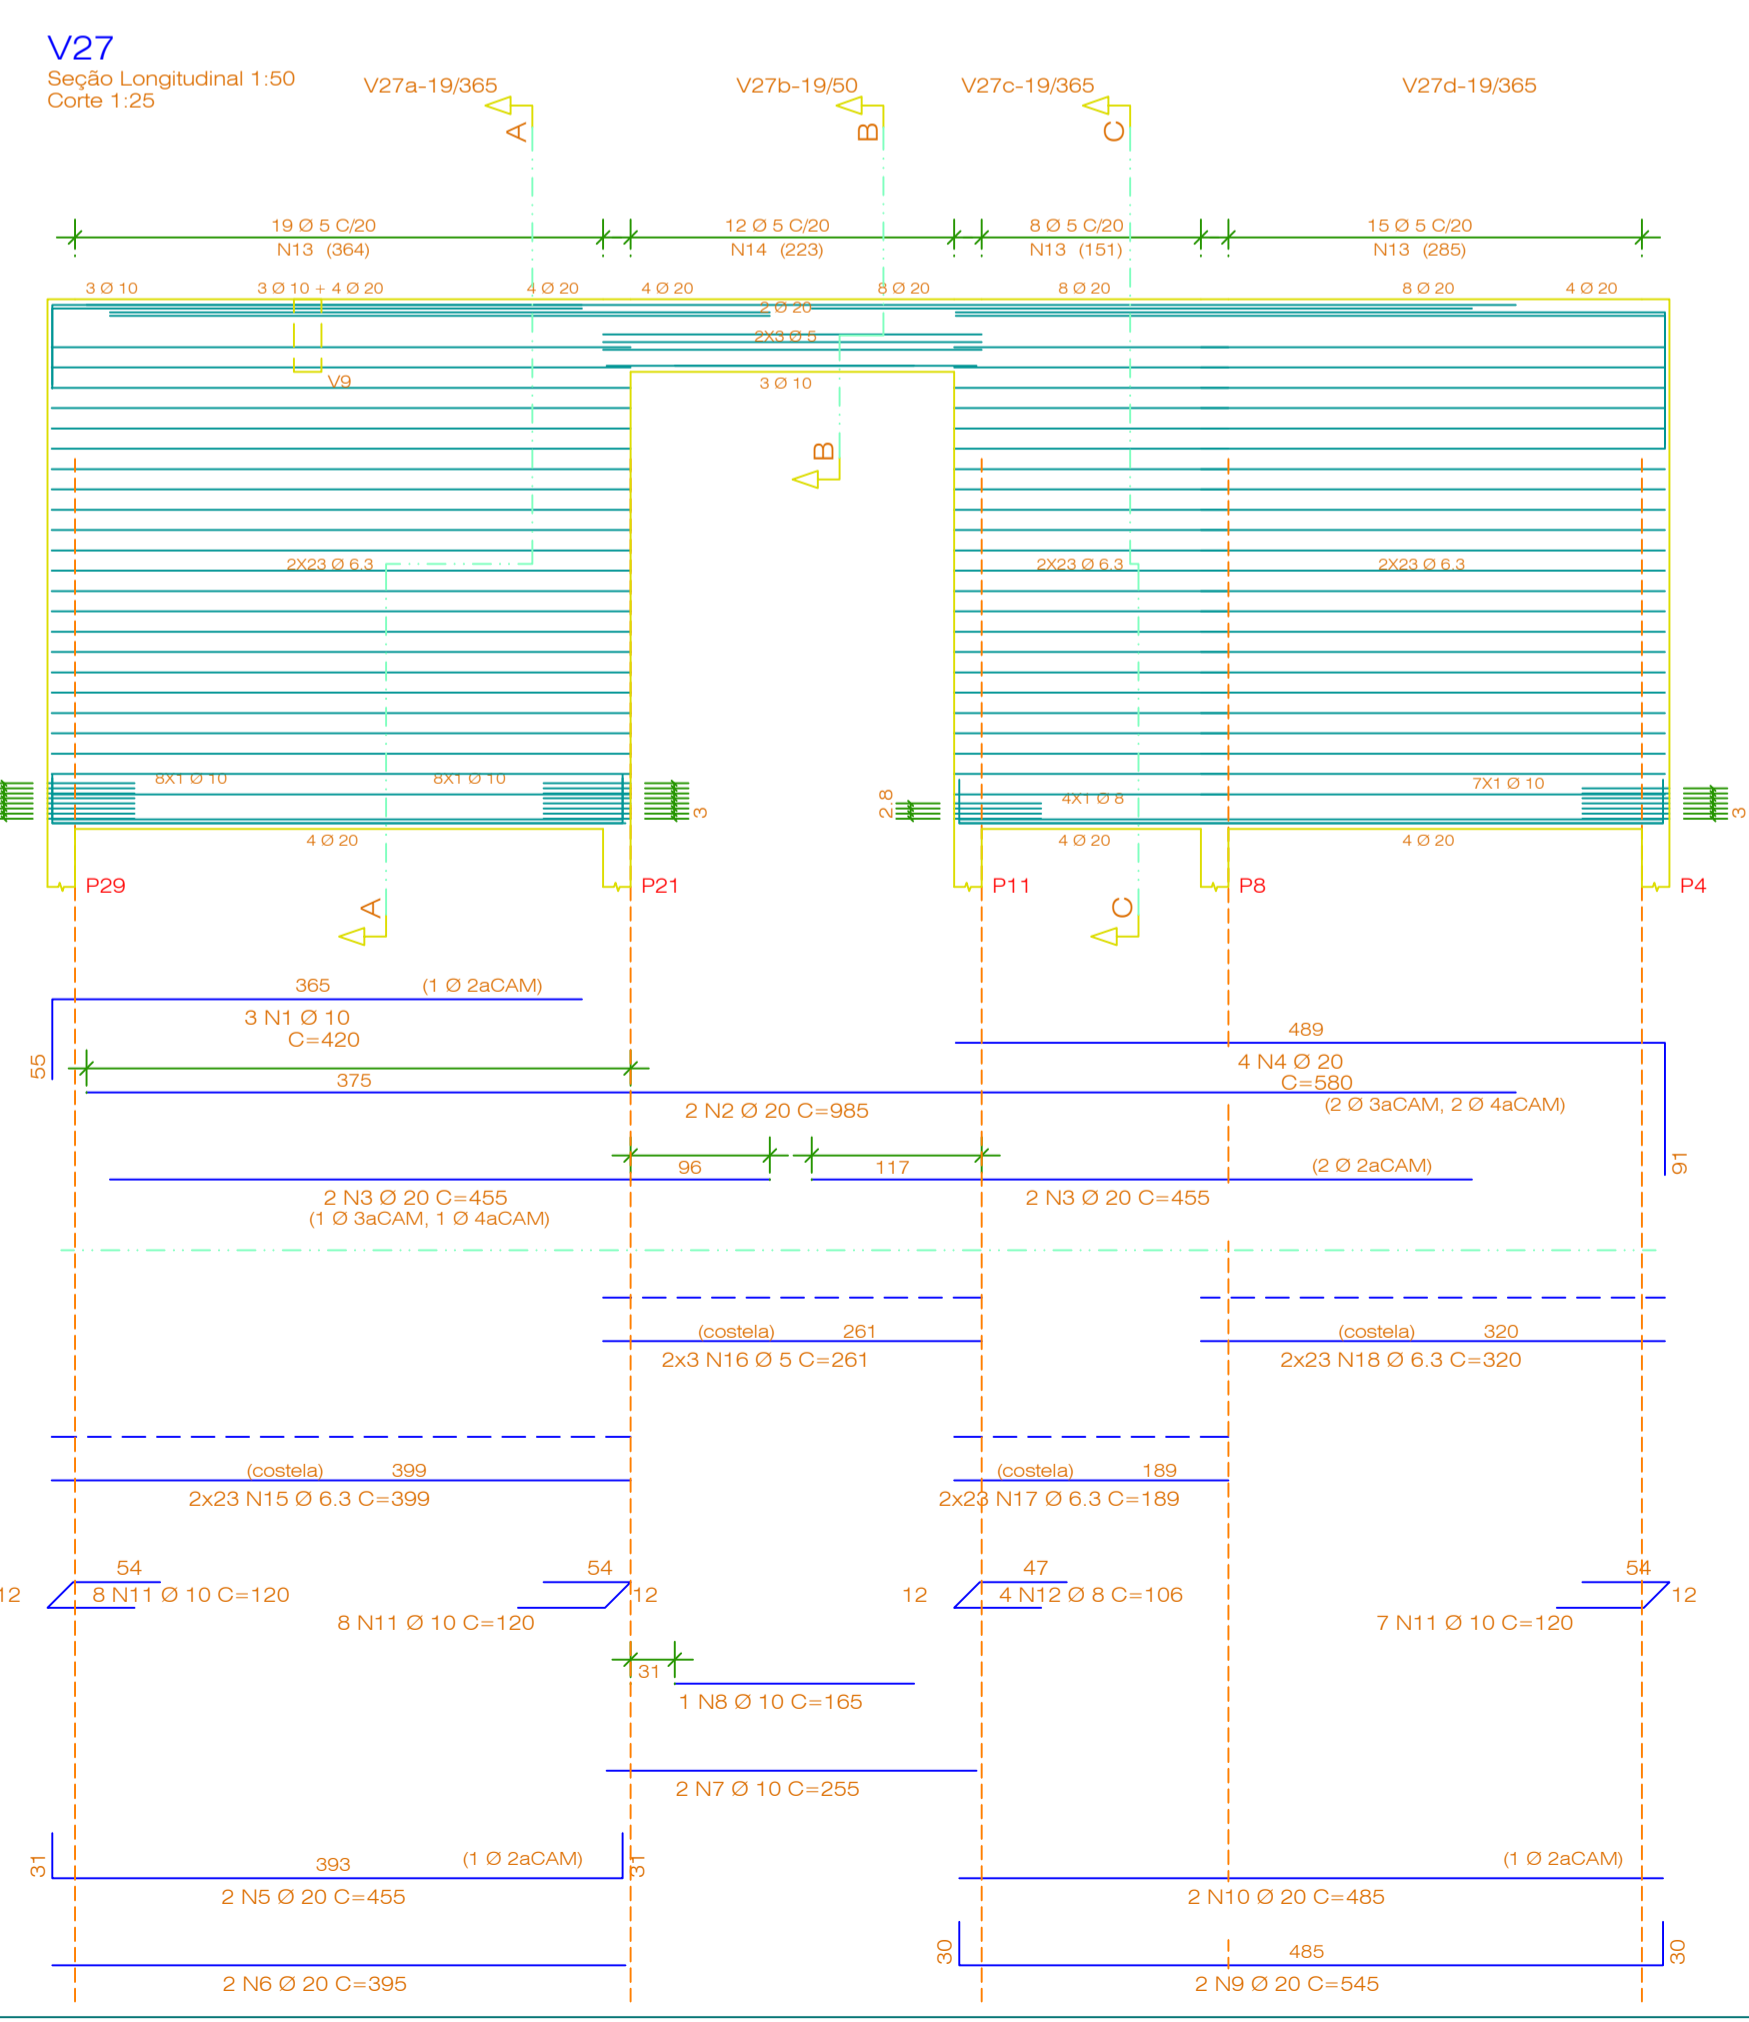 V27
Seção Longitudinal 1:50
Corte 1:25
V27a-19/365
V27b-19/50
V27c-19/365
V27d-19/365
A
B
C
19 Ø 5 C/20
N13 (364)
12 Ø 5 C/20
N14 (223)
8 Ø 5 C/20
N13 (151)
15 Ø 5 C/20
N13 (285)
3 Ø 10
3 Ø 10 + 4 Ø 20
4 Ø 20
4 Ø 20
8 Ø 20
8 Ø 20
8 Ø 20
4 Ø 20
2 Ø 20
2X3 Ø 5
V9
3 Ø 10
B
2X23 Ø 6.3
2X23 Ø 6.3
2X23 Ø 6.3
8X1 Ø 10
8X1 Ø 10
3
2.8
4X1 Ø 8
7X1 Ø 10
3
4 Ø 20
4 Ø 20
4 Ø 20
P29
P21
P11
P8
P4
A
C
365
(1 Ø 2aCAM)
3 N1 Ø 10
C=420
55
489
4 N4 Ø 20
C=580
(2 Ø 3aCAM, 2 Ø 4aCAM)
91
375
2 N2 Ø 20 C=985
96
117
(2 Ø 2aCAM)
2 N3 Ø 20 C=455
(1 Ø 3aCAM, 1 Ø 4aCAM)
2 N3 Ø 20 C=455
(costela) 261
2x3 N16 Ø 5 C=261
(costela) 320
2x23 N18 Ø 6.3 C=320
(costela) 399
2x23 N15 Ø 6.3 C=399
(costela) 189
2x23 N17 Ø 6.3 C=189
54
12
8 N11 Ø 10 C=120
54
12
8 N11 Ø 10 C=120
47
12
4 N12 Ø 8 C=106
54
12
7 N11 Ø 10 C=120
31
1 N8 Ø 10 C=165
2 N7 Ø 10 C=255
31
393
(1 Ø 2aCAM)
31
2 N5 Ø 20 C=455
(1 Ø 2aCAM)
2 N10 Ø 20 C=485
2 N6 Ø 20 C=395
30
485
30
2 N9 Ø 20 C=545